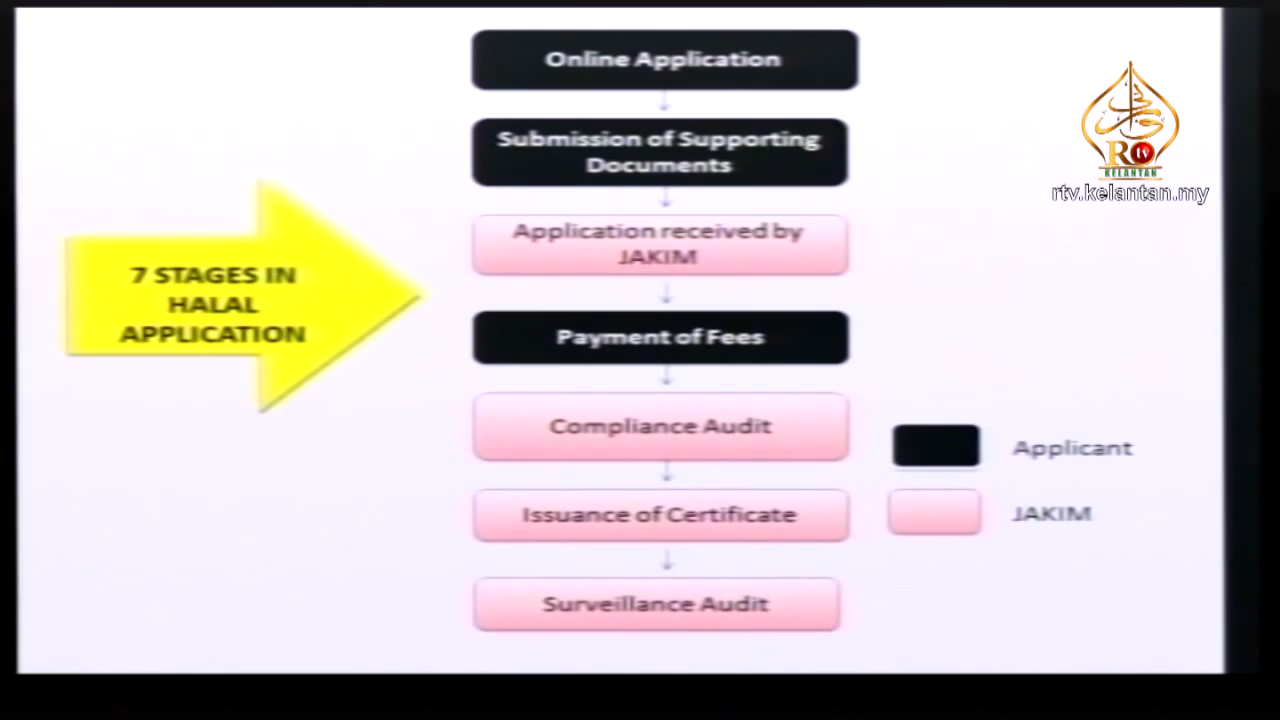 Online Application
Submission of Supporting
Documents
Application received by
JAKIM
Payment of Fees
Compliance Audit
Issuance of Certificate
Surveillance Audit
7 STAGES IN
HALAL
APPLICATION
Applicant
JAKIM
R tv
KELANTAN
rtv.kelantan.my